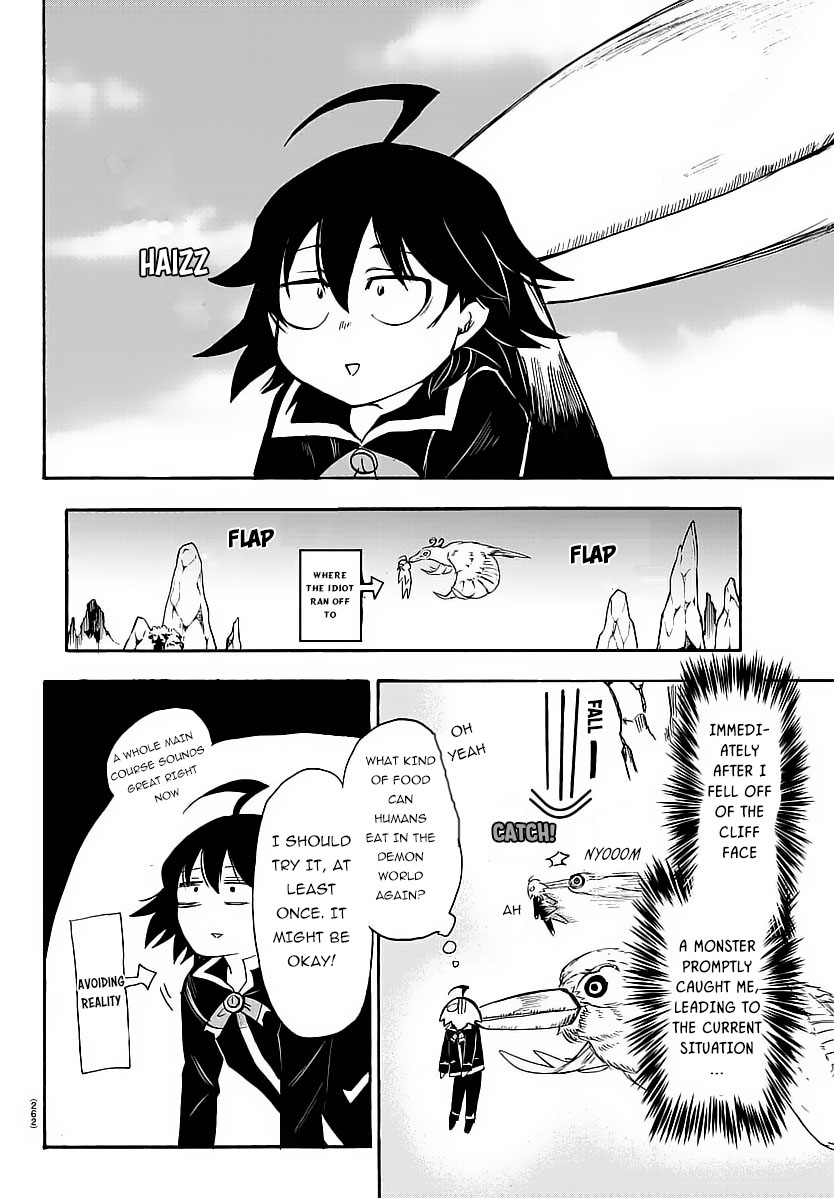 HAIZZ
FLAP
WHERE
THE IDIOT
RAN OFF
TO
FLAP
IMMEDI-
ATELY
AFTER I
FELL OFF
OF THE
CLIFF
FACE
FALL
CATCH!
NYOOOM
AH
A MONSTER
PROMPTLY
CAUGHT ME,
LEADING TO
THE CURRENT
SITUATION
...
OH
YEAH
WHAT KIND
OF FOOD
CAN
HUMANS
EAT IN THE
DEMON
WORLD
AGAIN?
I SHOULD
TRY IT, AT
LEAST
ONCE. IT
MIGHT BE
OKAY!
A WHOLE MAIN
COURSE SOUNDS
GREAT RIGHT
NOW
AVOIDING
REALITY
(262)